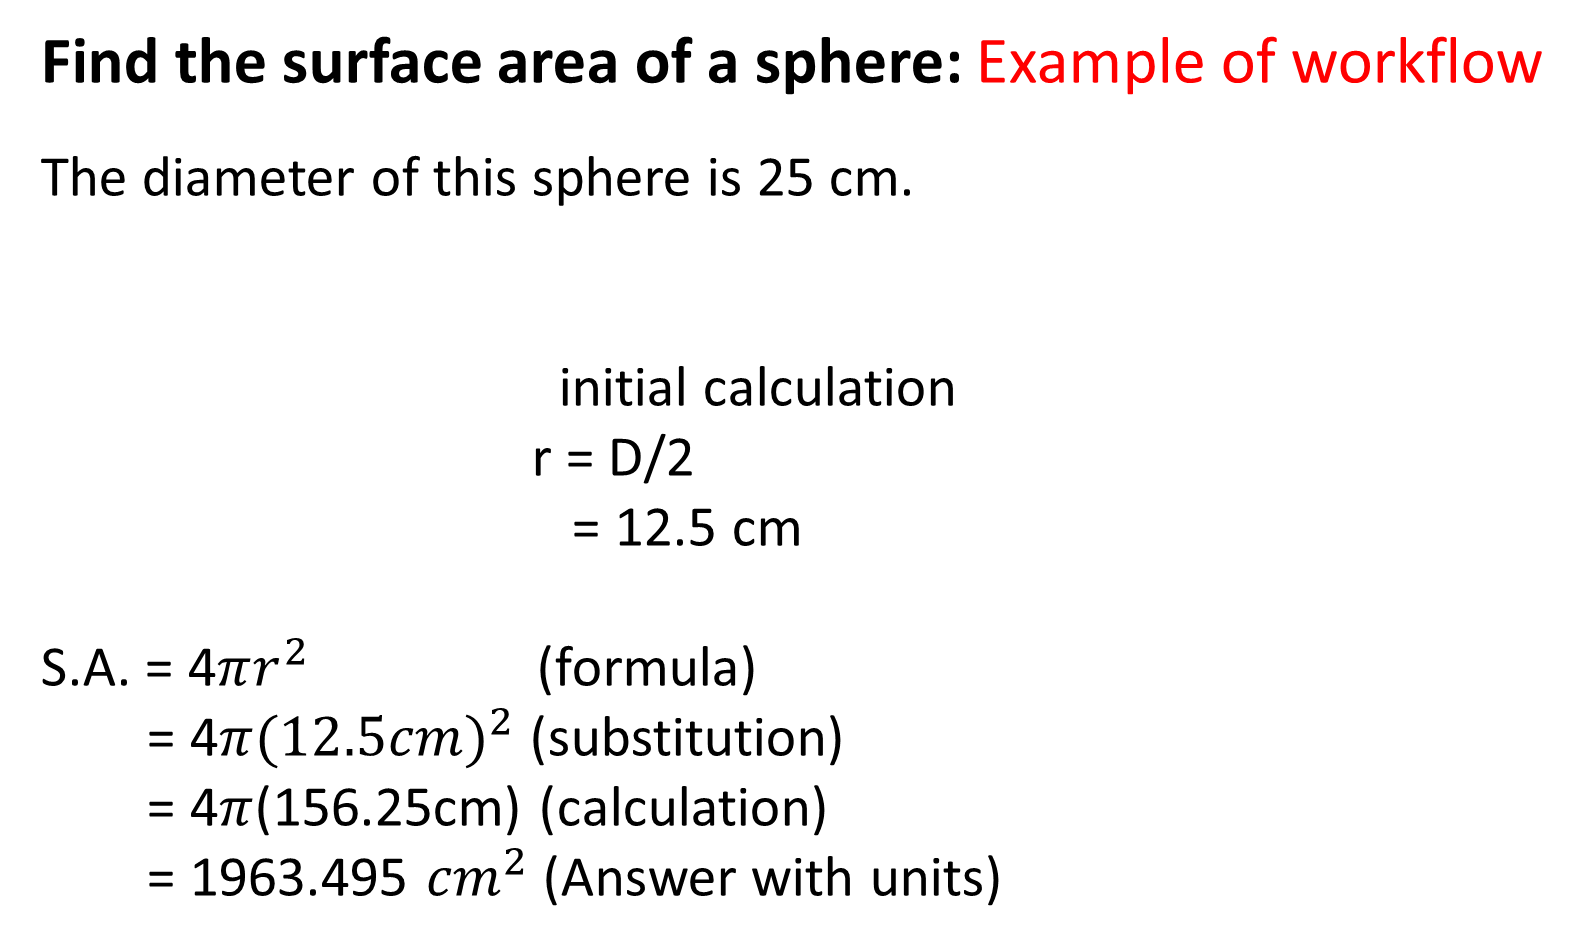 Find the surface area of a sphere: Example of workflow
The diameter of this sphere is 25 cm.
initial calculation
r = D/2
= 12.5 cm
S.A. = 4𝜋𝑟² (formula)
= 4𝜋(12.5𝑐𝑚)² (substitution)
= 4𝜋(156.25cm) (calculation)
= 1963.495 𝑐𝑚² (Answer with units)